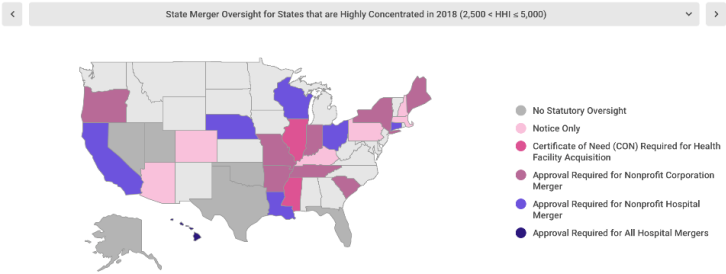 State Merger Oversight for States that are Highly Concentrated in 2018 (2,500 < HHI ≤ 5,000)
No Statutory Oversight
Notice Only
Certificate of Need (CON) Required for Health
Facility Acquisition
Approval Required for Nonprofit Corporation
Merger
Approval Required for Nonprofit Hospital
Merger
Approval Required for All Hospital Mergers